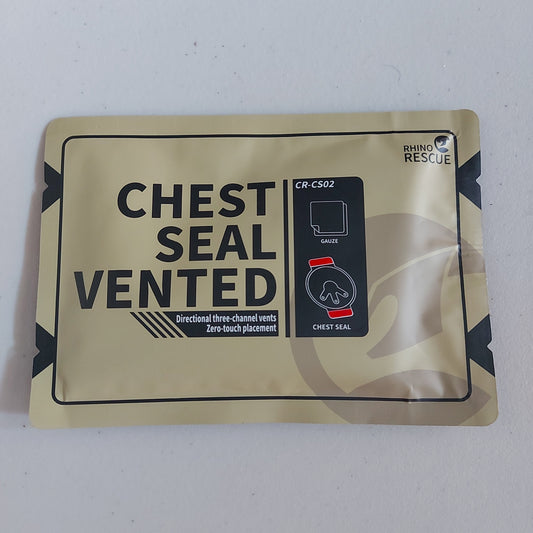 RHINO
RESCUE
CHEST
SEAL
VENTED
Directional three-channel vents
Zero-touch placement
CR-CS02
GAUZE
CHEST SEAL